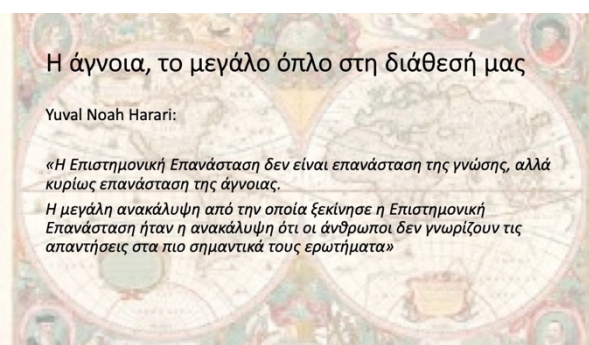 Η άγνοια, το μεγάλο όπλο στη διάθεσή μας
Yuval Noah Harari:
«Η Επιστημονική Επανάσταση δεν είναι επανάσταση της γνώσης, αλλά
κυρίως επανάσταση της άγνοιας.
Η μεγάλη ανακάλυψη από την οποία ξεκίνησε η Επιστημονική
Επανάσταση ήταν η ανακάλυψη ότι οι άνθρωποι δεν γνωρίζουν τις
απαντήσεις στα πιο σημαντικά τους ερωτήματα»